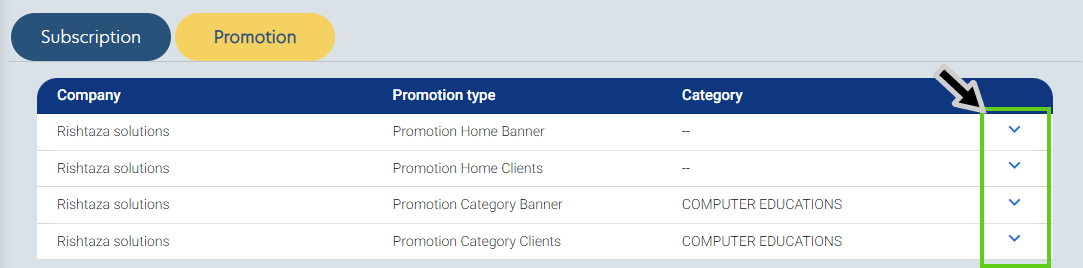 Subscription Promotion
Company Promotion type Category
Rishtaza solutions Promotion Home Banner --
Rishtaza solutions Promotion Home Clients --
Rishtaza solutions Promotion Category Banner COMPUTER EDUCATIONS
Rishtaza solutions Promotion Category Clients COMPUTER EDUCATIONS